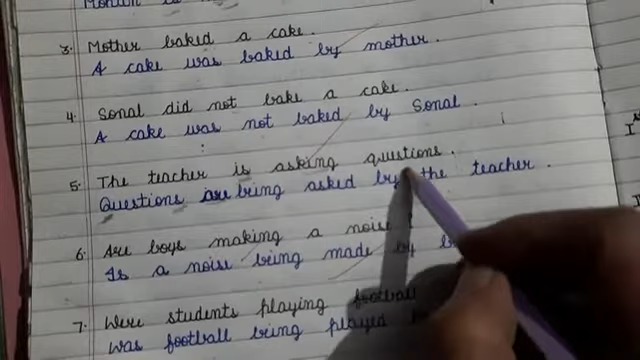 3. Mother baked a cake.
A cake was baked by mother.
4. Sonal did not bake a cake.
A cake was not baked by Sonal.
5. The teacher is asking questions.
Questions are being asked by the teacher.
6. Are boys making a noise?
Is a noise being made by
7. Were students playing football
Was football being played